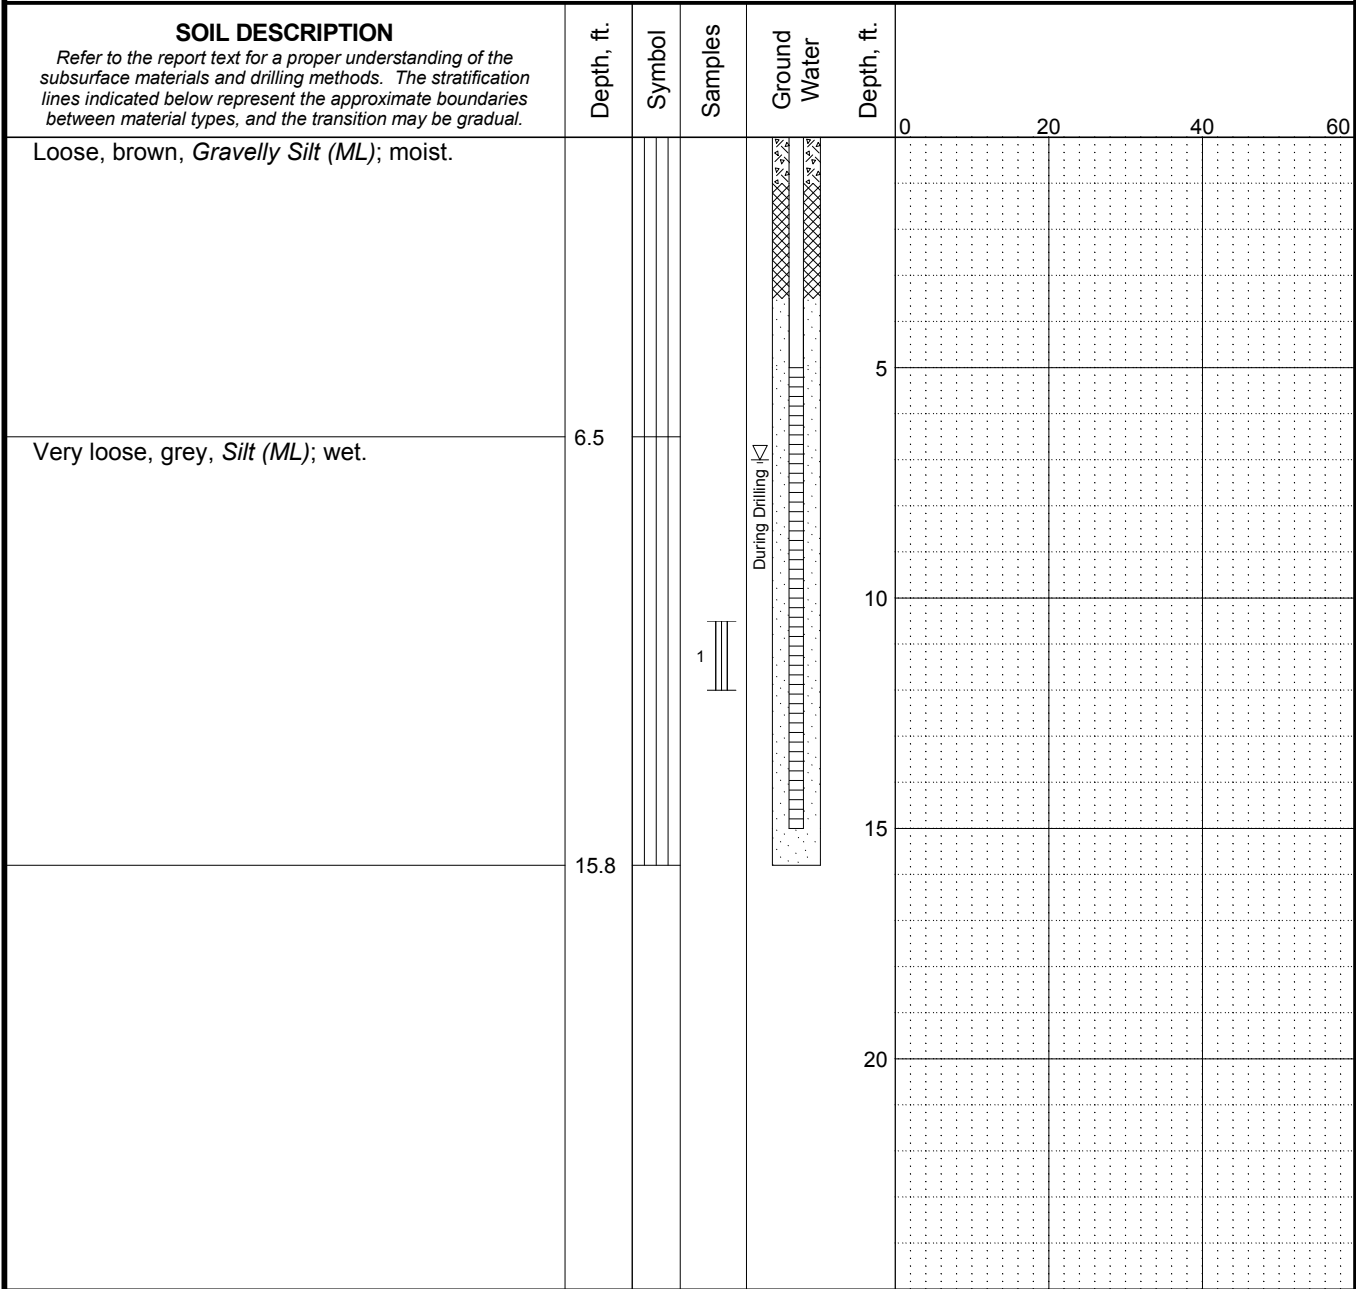 SOIL DESCRIPTION
Refer to the report text for a proper understanding of the
subsurface materials and drilling methods. The stratification
lines indicated below represent the approximate boundaries
between material types, and the transition may be gradual.
Depth, ft.
Symbol
Samples
Ground
Water
Depth, ft.
0 20 40 60
Loose, brown, Gravelly Silt (ML); moist.
5
6.5
Very loose, grey, Silt (ML); wet.
During Drilling
10
1
15
15.8
20